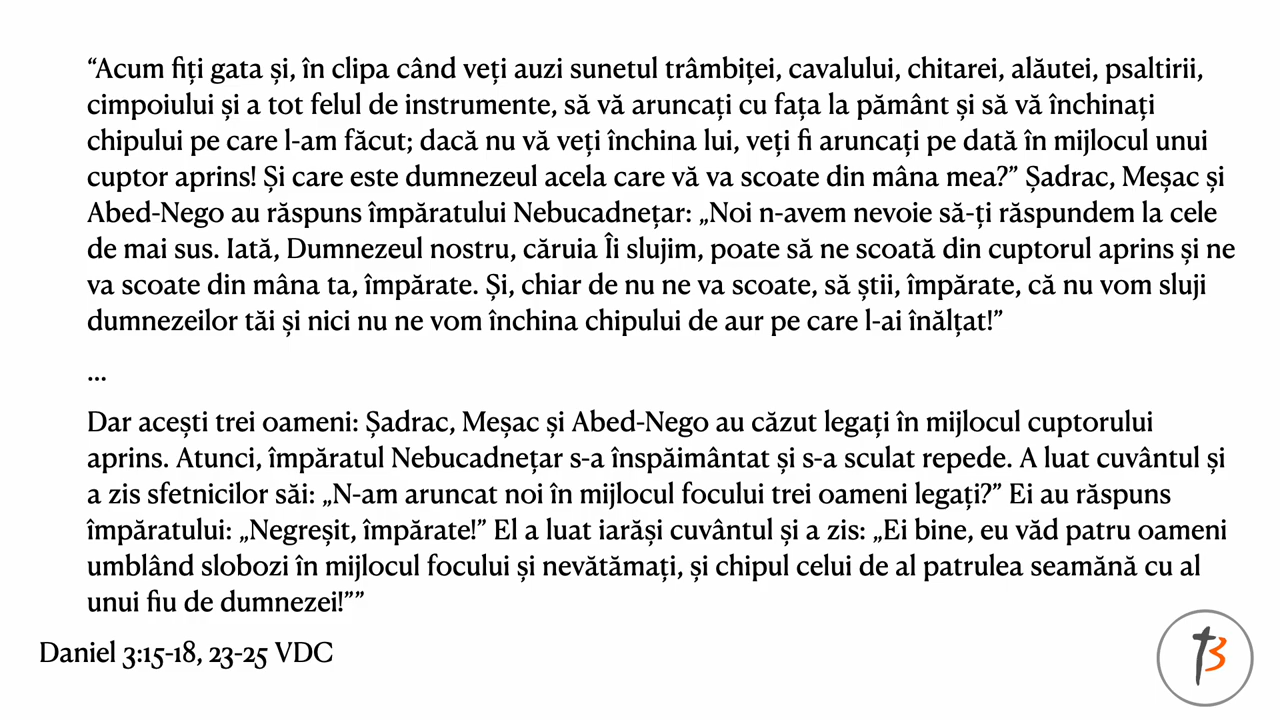 “Acum fiți gata și, în clipa când veți auzi sunetul trâmbiței, cavalului, chitarei, alăutei, psaltirii,
cimpoiului și a tot felul de instrumente, să vă aruncați cu fața la pământ și să vă închinați
chipului pe care l-am făcut; dacă nu vă veți închina lui, veți fi aruncați pe dată în mijlocul unui
cuptor aprins! Și care este dumnezeul acela care vă va scoate din mâna mea?” Șadrac, Meșac și
Abed-Nego au răspuns împăratului Nebucadnețar: „Noi n-avem nevoie să-ți răspundem la cele
de mai sus. Iată, Dumnezeul nostru, căruia Îi slujim, poate să ne scoată din cuptorul aprins și ne
va scoate din mâna ta, împărate. Și, chiar de nu ne va scoate, să știi, împărate, că nu vom sluji
dumnezeilor tăi și nici nu ne vom închina chipului de aur pe care l-ai înălțat!”
...
Dar acești trei oameni: Șadrac, Meșac și Abed-Nego au căzut legați în mijlocul cuptorului
aprins. Atunci, împăratul Nebucadnețar s-a înspăimântat și s-a sculat repede. A luat cuvântul și
a zis sfetnicilor săi: „N-am aruncat noi în mijlocul focului trei oameni legați?” Ei au răspuns
împăratului: „Negreșit, împărate!” El a luat iarăși cuvântul și a zis: „Ei bine, eu văd patru oameni
umblând slobozi în mijlocul focului și nevătămați, și chipul celui de al patrulea seamănă cu al
unui fiu de dumnezei!””
Daniel 3:15-18, 23-25 VDC